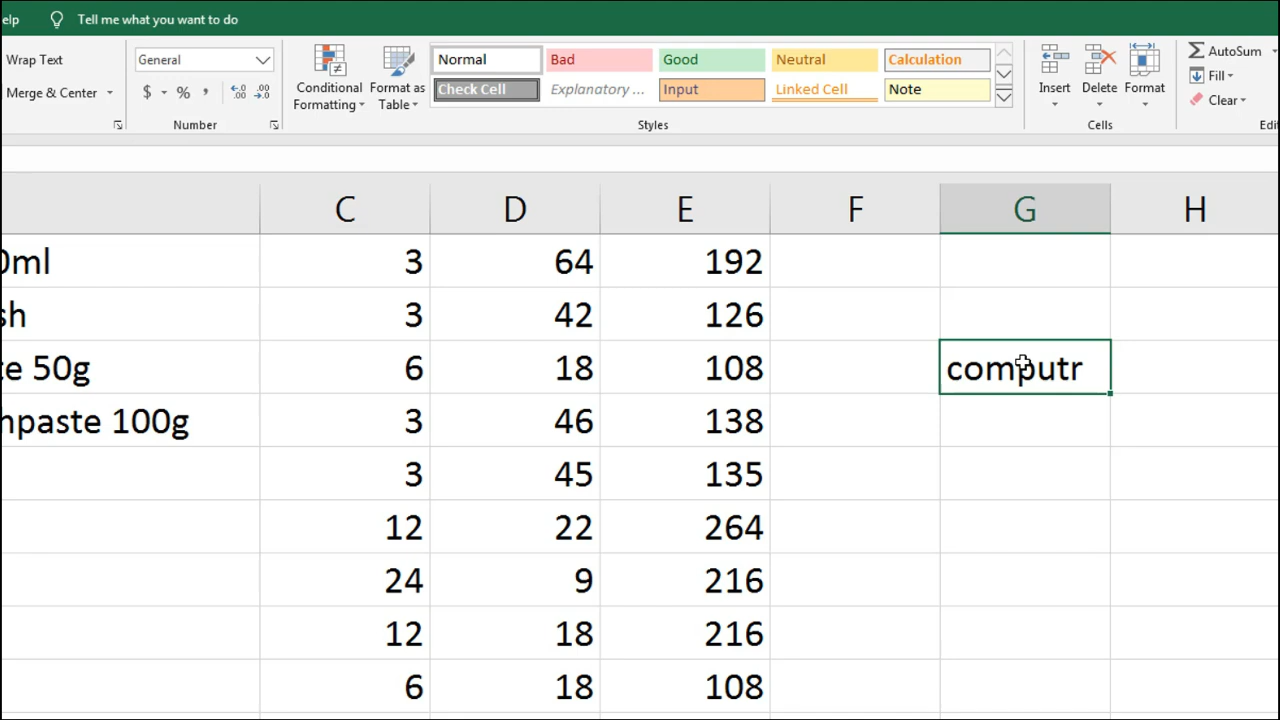 elp Tell me what you want to do
Wrap Text General Conditional Formatting Format as Table Normal Bad Good Neutral Calculation Insert Delete Format AutoSum
Merge & Center $ % , Check Cell Explanatory ... Input Linked Cell Note Fill
Clear
Number Styles Cells Edi
C D E F G H
0ml 3 64 192
sh 3 42 126
te 50g 6 18 108 computr
hpaste 100g 3 46 138
3 45 135
12 22 264
24 9 216
12 18 216
6 18 108